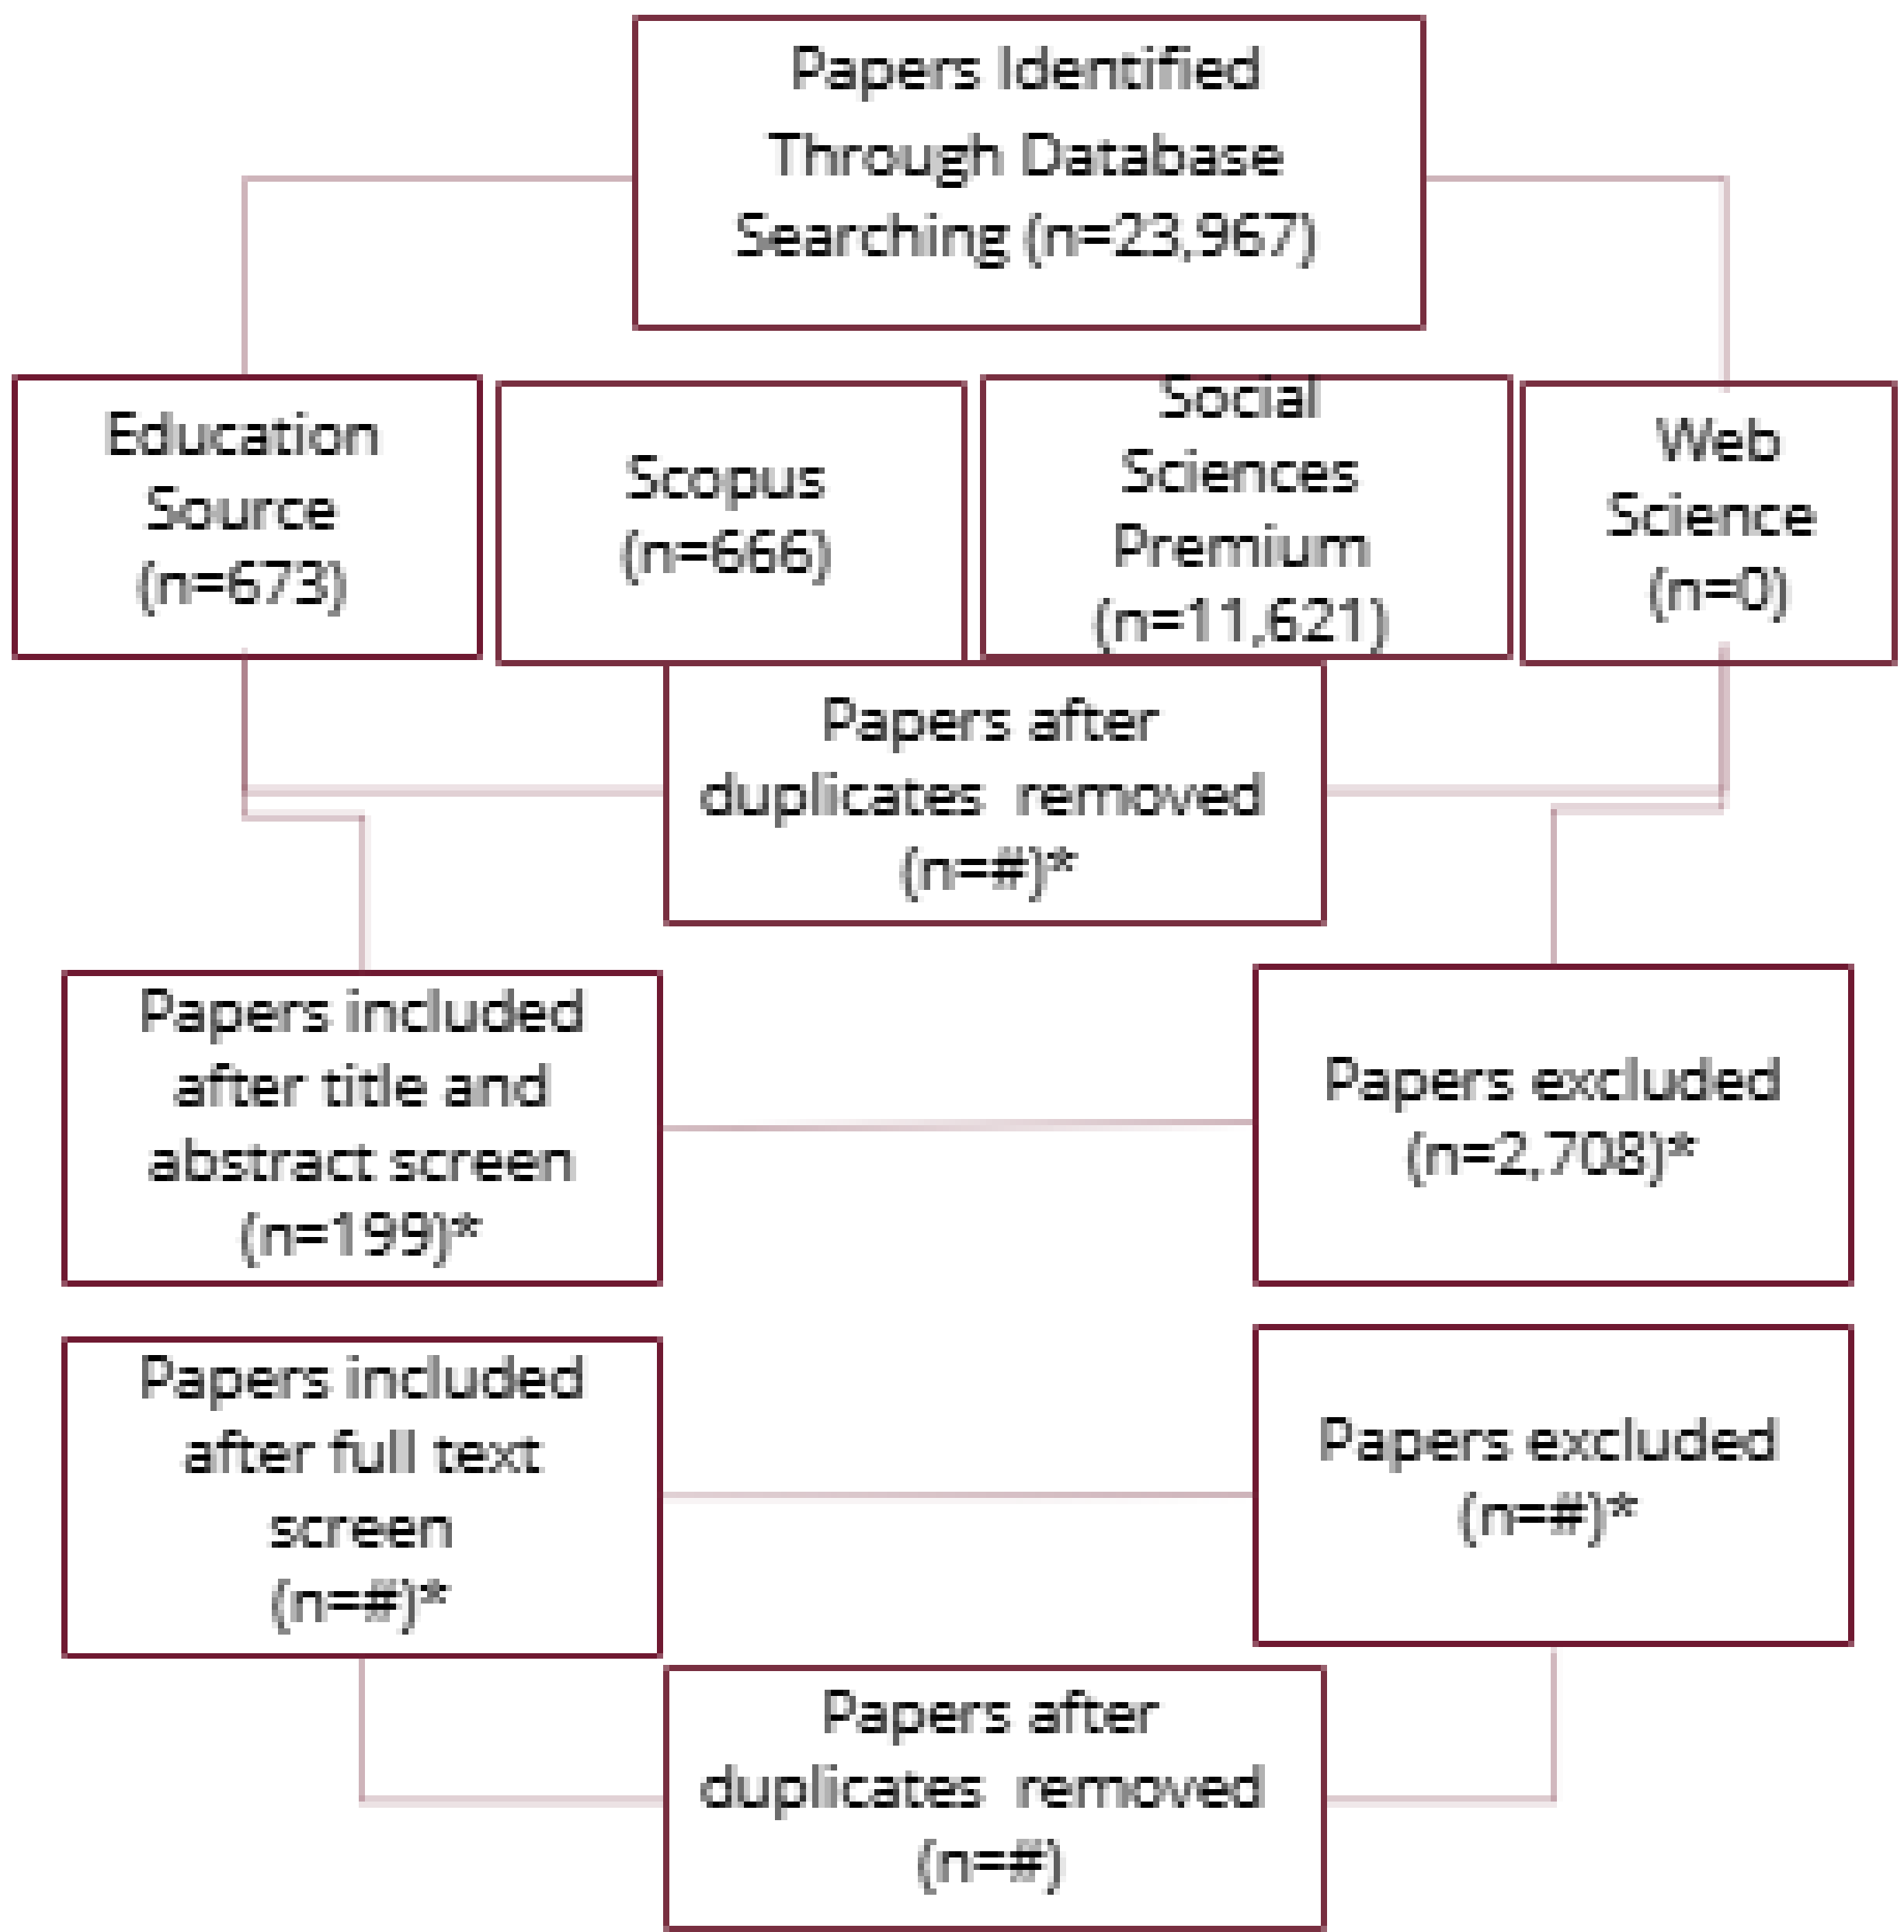 Papers Identified
Through Database
Searching (n=23,967)
Education
Source
(n=673)
Scopus
(n=666)
Social
Sciences
Premium
(n=11,621)
Web
Science
(n=0)
Papers after
duplicates  removed
(n=#)*
Papers included
after title and
abstract screen
(n=199)*
Papers excluded
(n=2,708)*
Papers included
after full text
screen
(n=#)*
Papers excluded
(n=#)*
Papers after
duplicates  removed
(n=#)